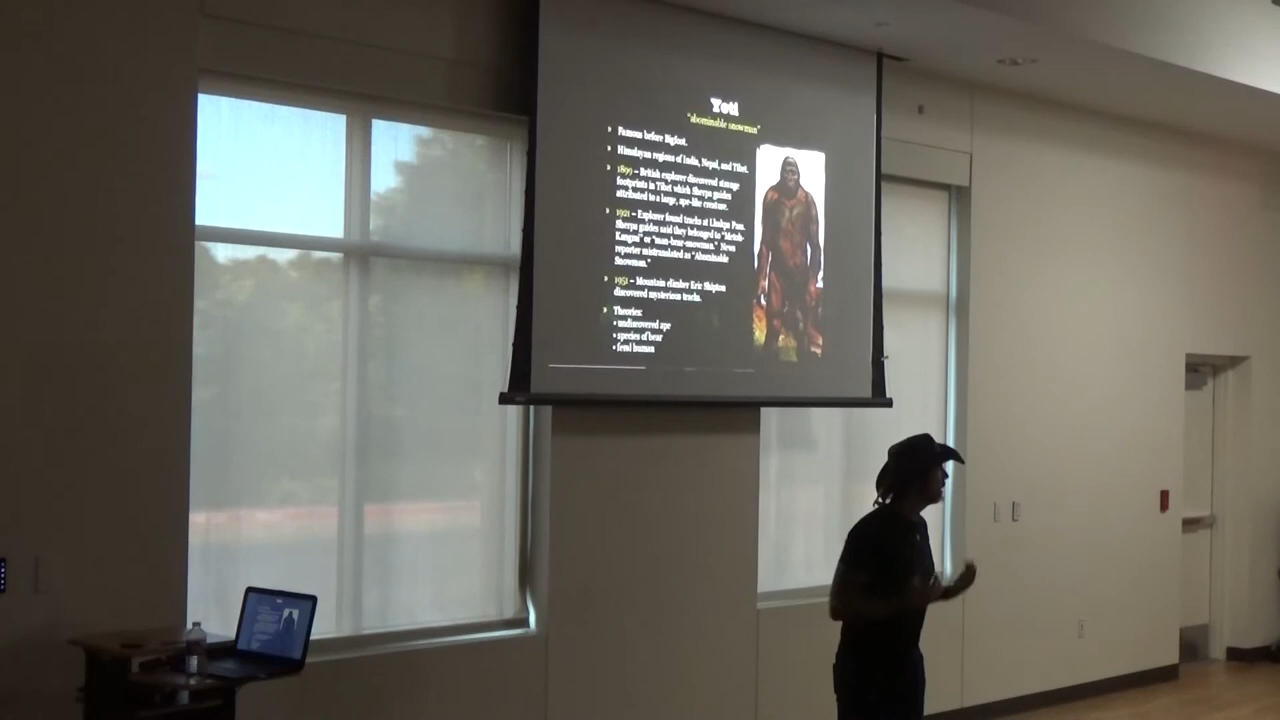 Yeti
"abominable snowman"
» Famous before Bigfoot.
» Himalayan regions of India, Nepal, and Tibet.
» 1899 – British explorer discovered strange
footprints in Tibet which Sherpa guides
attributed to a large, ape-like creature.
» 1921 – Explorer found tracks at Lhakpa Pass.
Sherpa guides said they belonged to "Metoh-
Kangmi" or "man-bear-snowman." News
reporter mistranslated as "Abominable
Snowman."
» 1951 – Mountain climber Eric Shipton
discovered mysterious tracks.
» Theories:
• undiscovered ape
• species of bear
• feral human